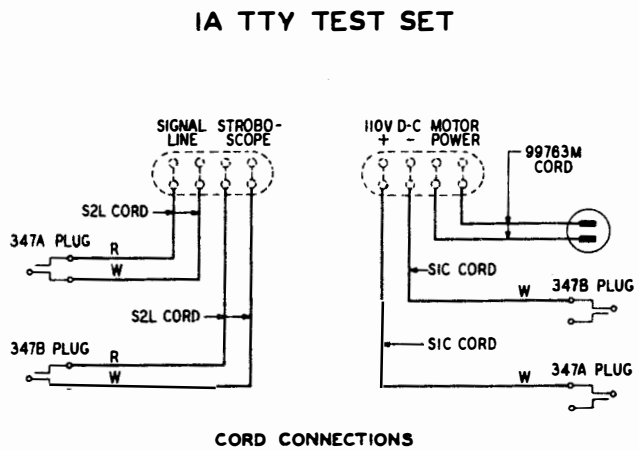 1A TTY TEST SET
SIGNAL LINE
STROBO-SCOPE
110V D-C
+ -
MOTOR POWER
99763M CORD
S2L CORD
347A PLUG
R
W
S2L CORD
347B PLUG
R
W
S1C CORD
W
347B PLUG
S1C CORD
W
347A PLUG
CORD CONNECTIONS